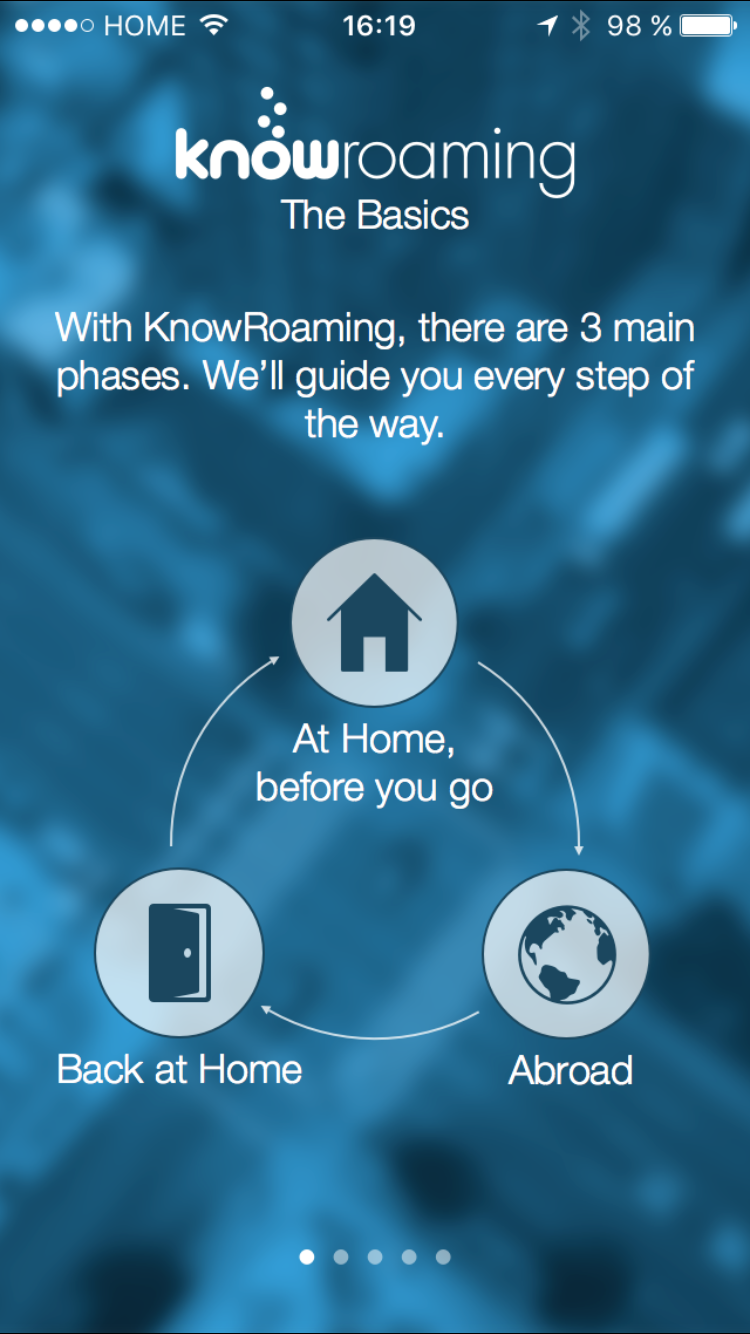 HOME 16:19 98 %
knowroaming
The Basics
With KnowRoaming, there are 3 main
phases. We’ll guide you every step of
the way.
At Home,
before you go
Back at Home
Abroad